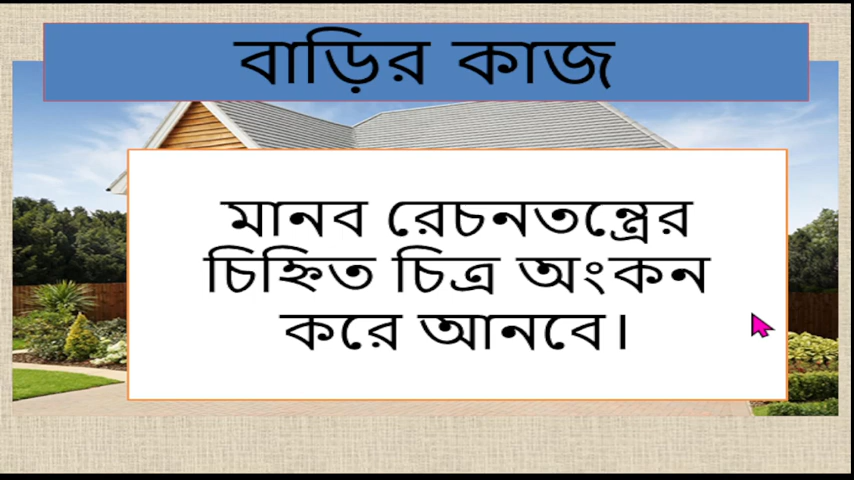 বাড়ির কাজ
মানব রেচনতন্ত্রের
চিহ্নিত চিত্র অংকন
করে আনবে।